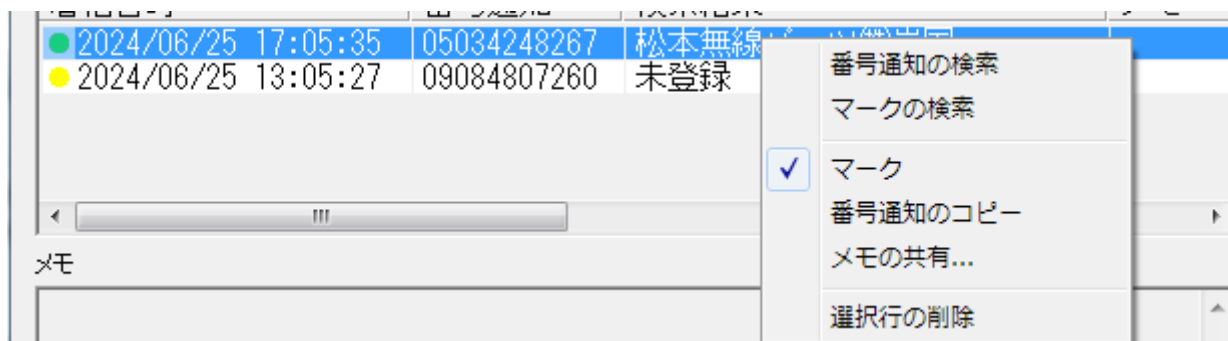 2024/06/25 17:05:35 05034248267 松本無線
2024/06/25 13:05:27 09084807260 未登録
番号通知の検索
マークの検索
マーク
番号通知のコピー
メモの共有...
選択行の削除
メモ